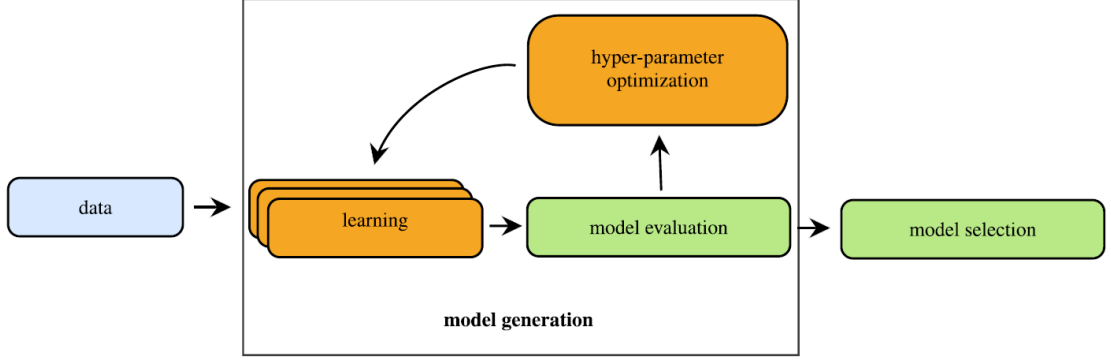 hyper-parameter
optimization
data
learning
model evaluation
model selection
model generation